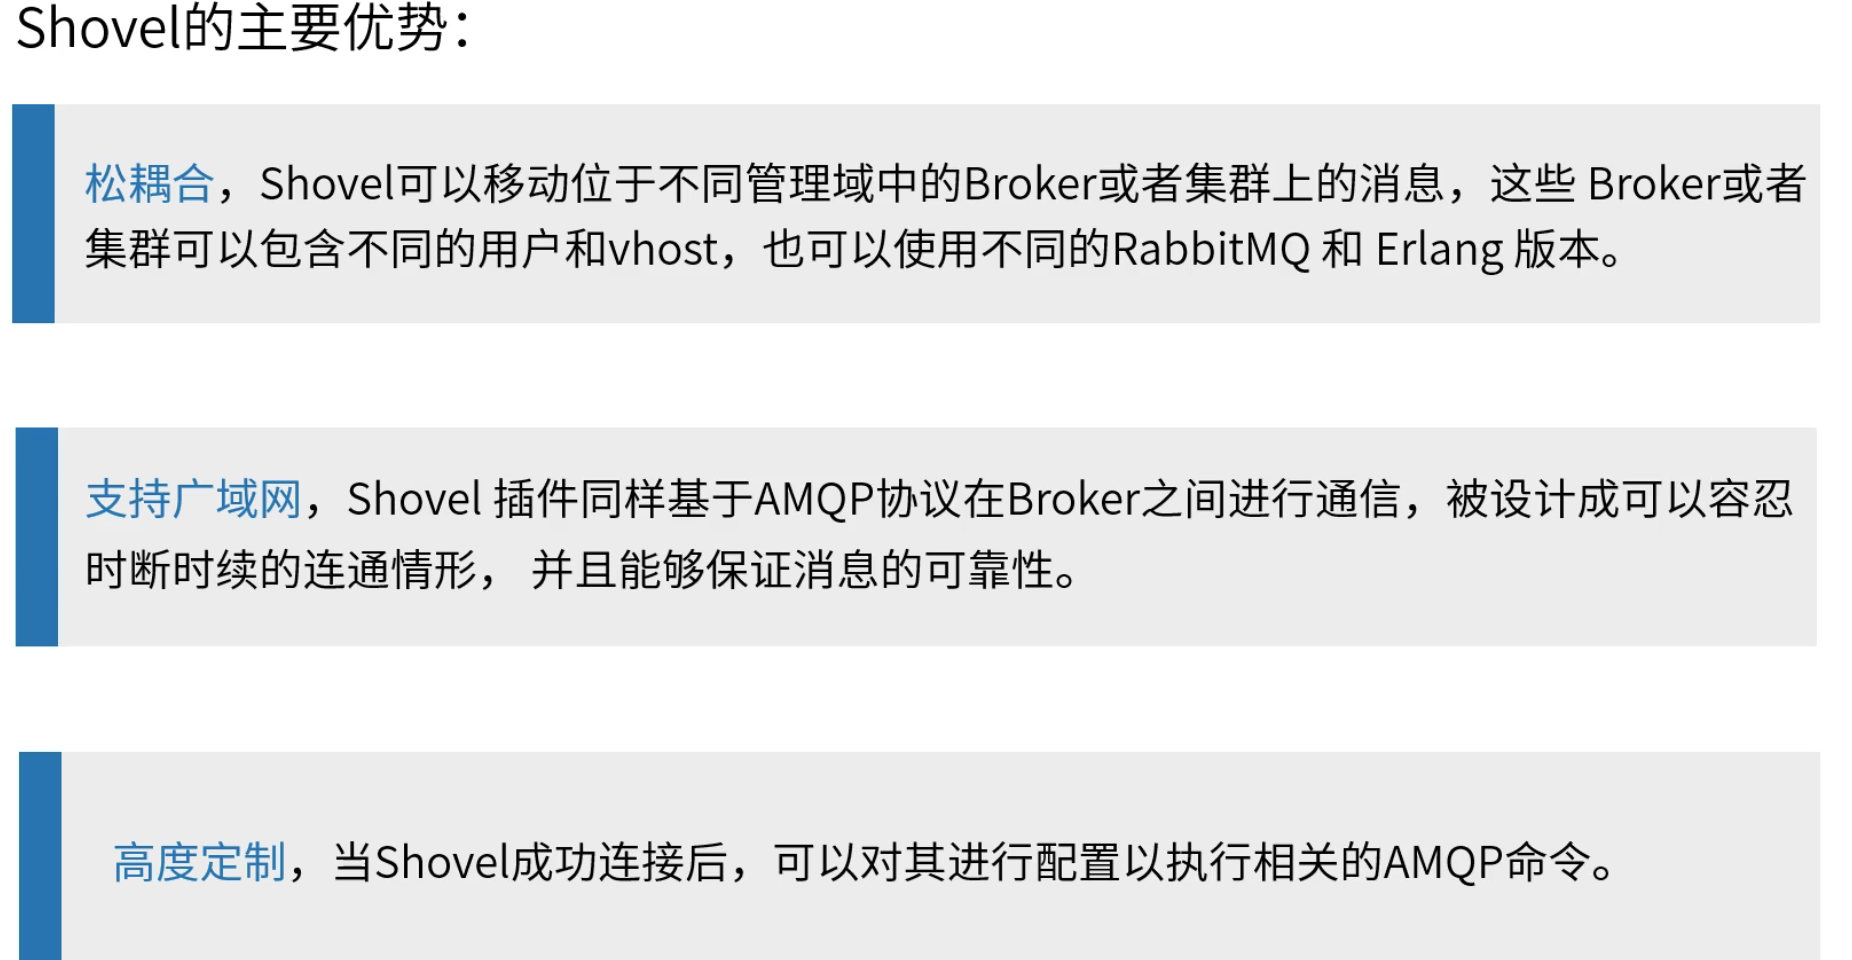 Shovel的主要优势：
松耦合，Shovel可以移动位于不同管理域中的Broker或者集群上的消息，这些 Broker或者
集群可以包含不同的用户和vhost，也可以使用不同的RabbitMQ 和 Erlang 版本。
支持广域网，Shovel 插件同样基于AMQP协议在Broker之间进行通信，被设计成可以容忍
时断时续的连通情形， 并且能够保证消息的可靠性。
高度定制，当Shovel成功连接后，可以对其进行配置以执行相关的AMQP命令。